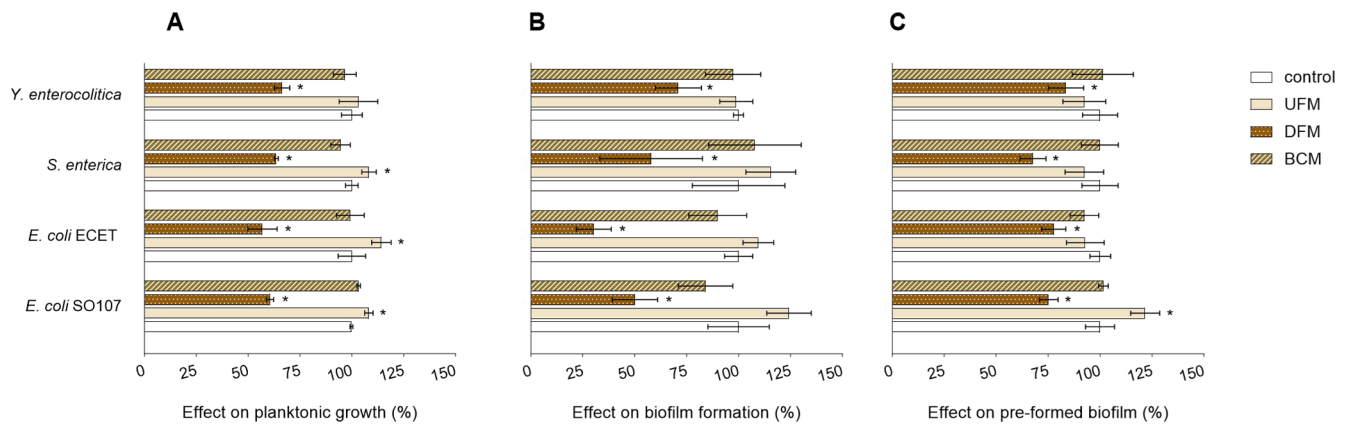 A B C
Y. enterocolitica * * * control
UFM
S. enterica * * * * DFM
BCM
E. coli ECET * * * *
E. coli SO107 * * * * *
0 25 50 75 100 125 150 0 25 50 75 100 125 150 0 25 50 75 100 125 150
Effect on planktonic growth (%) Effect on biofilm formation (%) Effect on pre-formed biofilm (%)